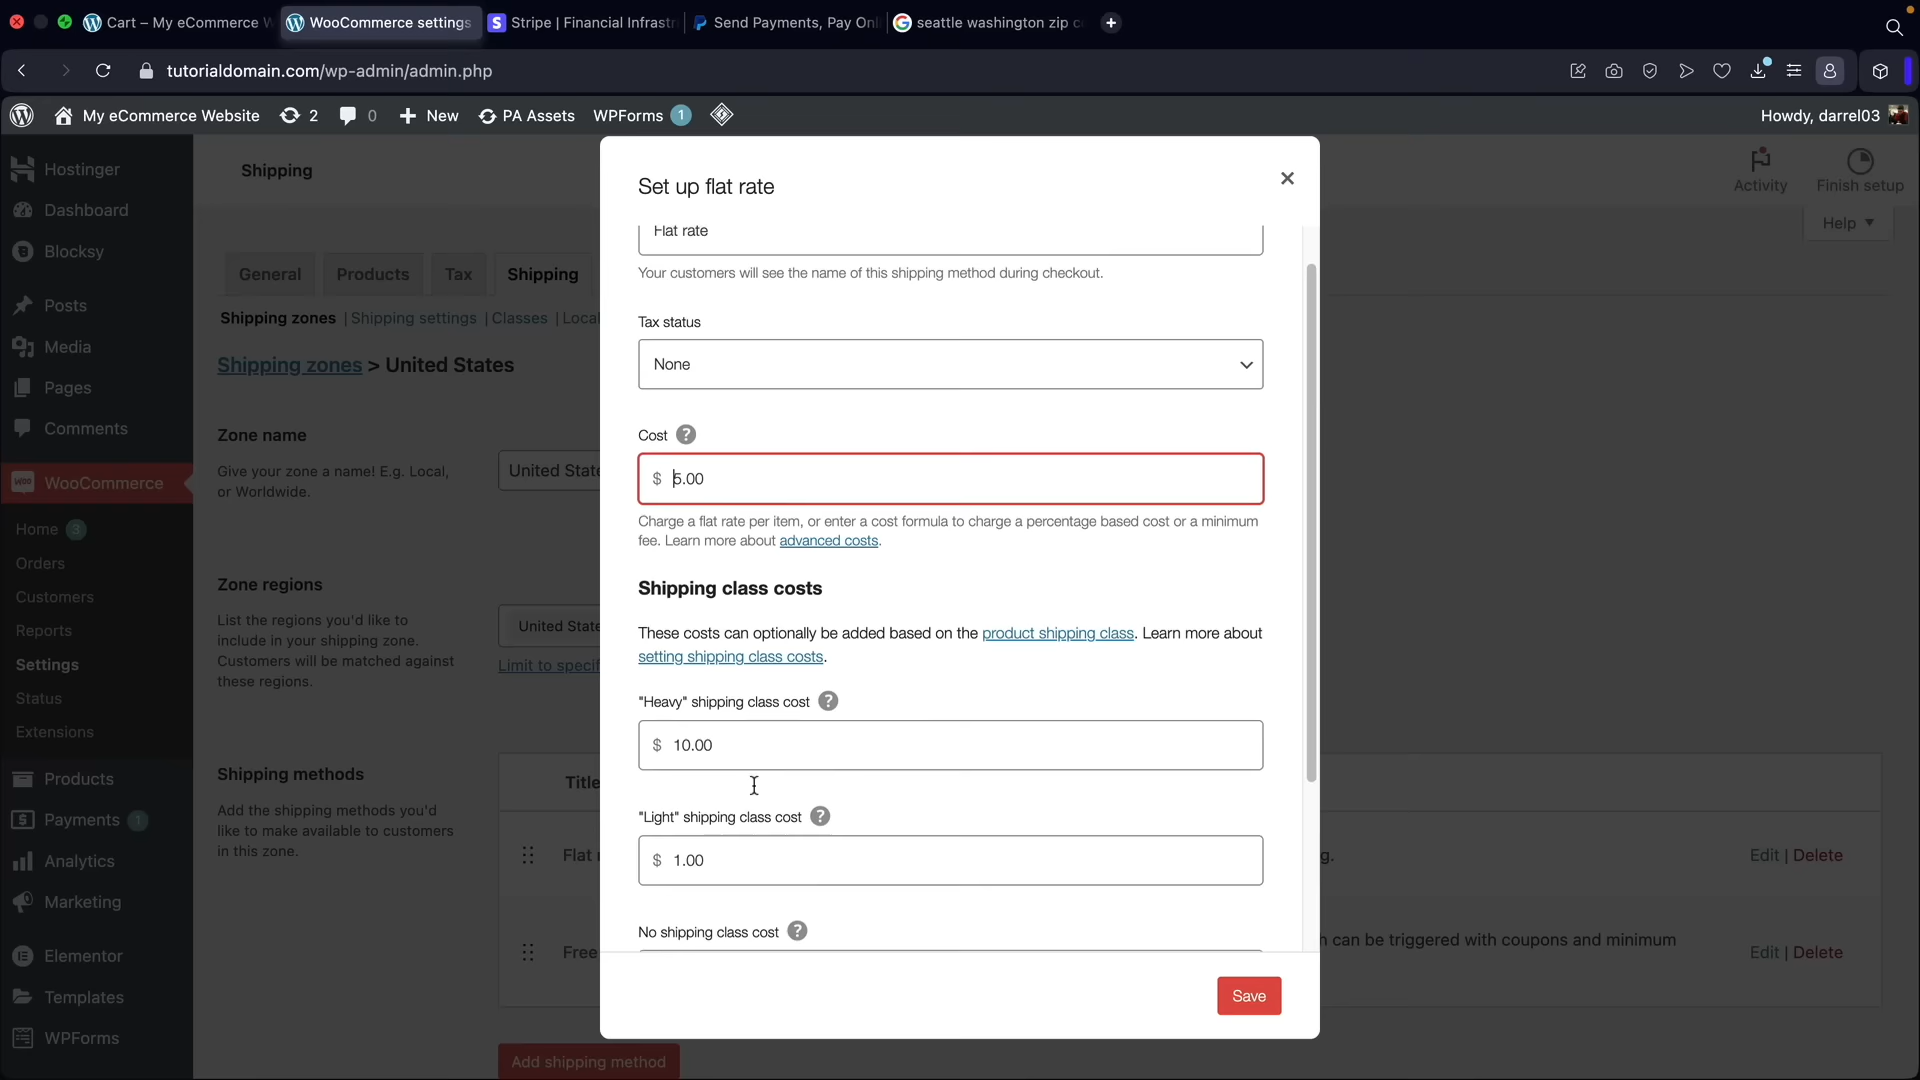 Cart – My eCommerce W
WooCommerce settings
Stripe | Financial Infrastr
Send Payments, Pay Onl
seattle washington zip c
tutorialdomain.com/wp-admin/admin.php
My eCommerce Website
2
0
New
PA Assets
WPForms 1
Howdy, darrel03
Hostinger
Dashboard
Blocksy
Posts
Media
Pages
Comments
WooCommerce
Home 3
Orders
Customers
Reports
Settings
Status
Extensions
Products
Payments 1
Analytics
Marketing
Elementor
Templates
WPForms
Shipping
Activity
Finish setup
Help
General
Products
Tax
Shipping
Shipping zones | Shipping settings | Classes | Local
Shipping zones > United States
Zone name
Give your zone a name! E.g. Local,
or Worldwide.
United State
Zone regions
List the regions you'd like to
include in your shipping zone.
Customers will be matched against
these regions.
United State
Limit to specif
Shipping methods
Add the shipping methods you'd
like to make available to customers
in this zone.
Title
Flat
g.
Edit | Delete
Free
h can be triggered with coupons and minimum
Edit | Delete
Add shipping method
Set up flat rate
Flat rate
Your customers will see the name of this shipping method during checkout.
Tax status
None
Cost ?
$ 5.00
Charge a flat rate per item, or enter a cost formula to charge a percentage based cost or a minimum
fee. Learn more about advanced costs.
Shipping class costs
These costs can optionally be added based on the product shipping class. Learn more about
setting shipping class costs.
"Heavy" shipping class cost ?
$ 10.00
"Light" shipping class cost ?
$ 1.00
No shipping class cost ?
Save